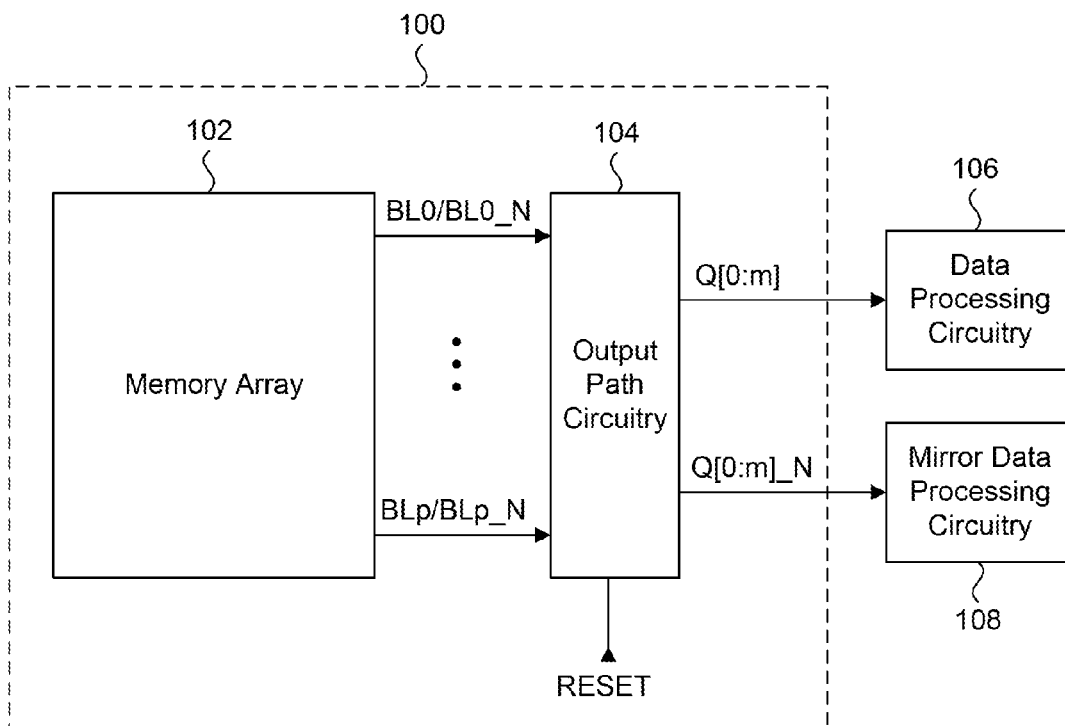 100
102
104
106
BL0/BL0_N
Data
Processing
Circuitry
Q[0:m]
Memory Array
Output
Path
Circuitry
Q[0:m]_N
Mirror Data
Processing
Circuitry
BLp/BLp_N
108
RESET